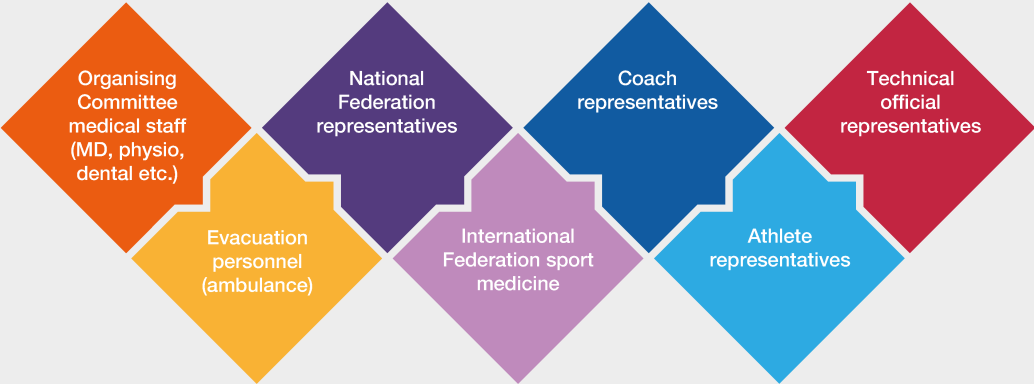 Organising
Committee
medical staff
(MD, physio,
dental etc.)
National
Federation
representatives
Coach
representatives
Technical
official
representatives
Evacuation
personnel
(ambulance)
International
Federation sport
medicine
Athlete
representatives